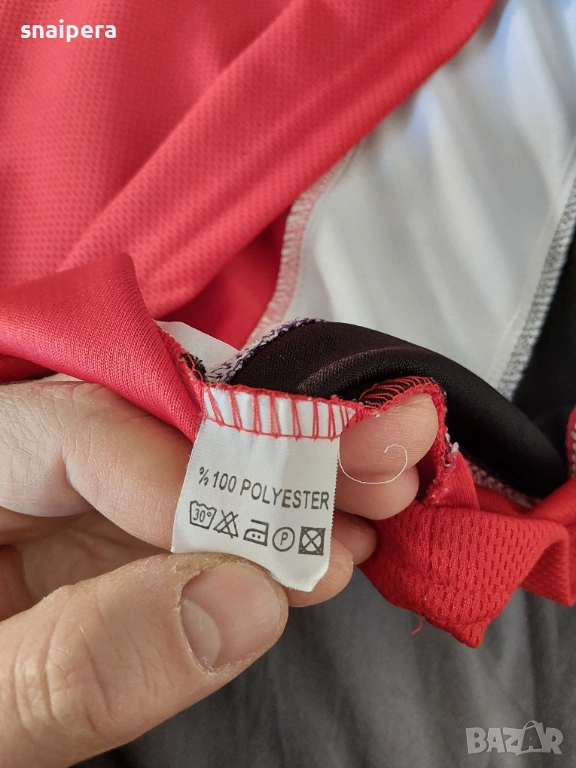 snaipera
% 100 POLYESTER
30° P
BAZAR